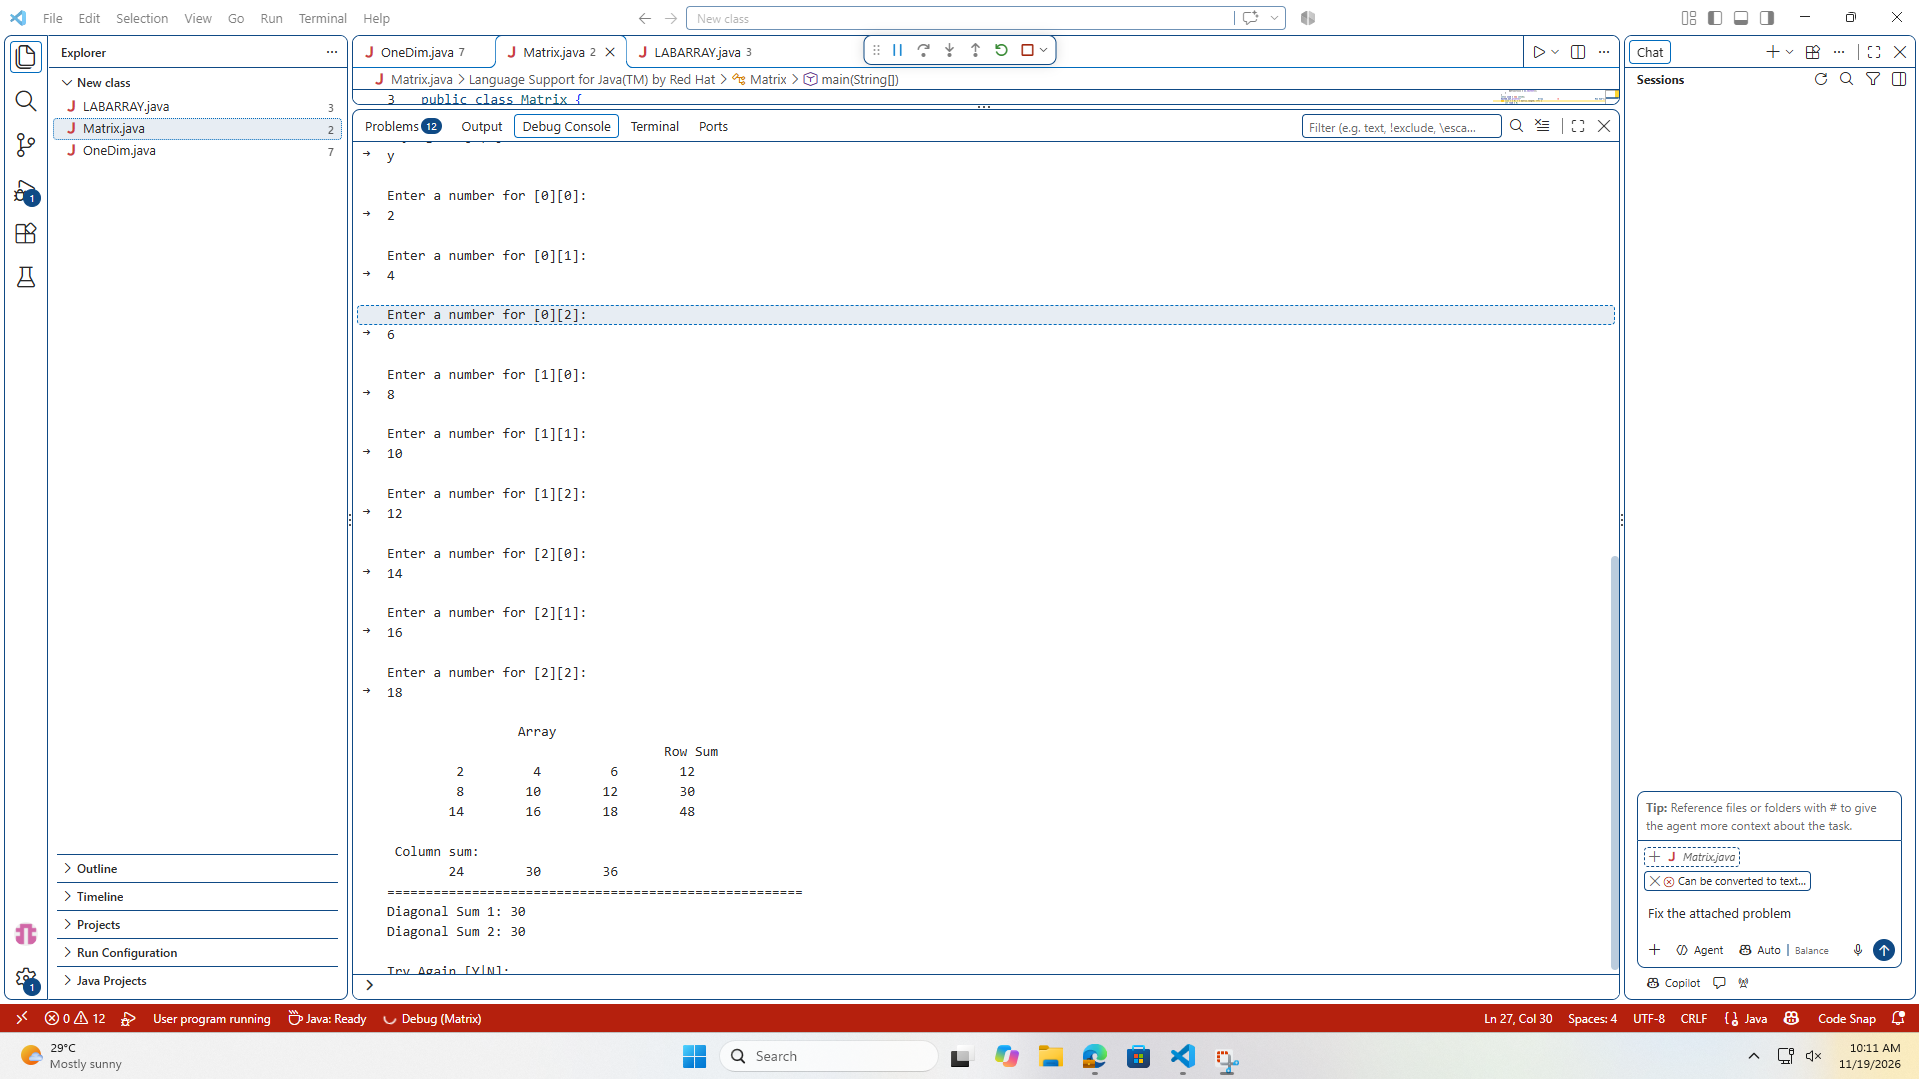 File Edit Selection View Go Run Terminal Help
New class
Explorer
New class
LABARRAY.java 3
Matrix.java 2
OneDim.java 7
Outline
Timeline
Projects
Run Configuration
Java Projects
OneDim.java 7
Matrix.java 2
LABARRAY.java 3
Matrix.java > Language Support for Java(TM) by Red Hat > Matrix > main(String[])
3 public class Matrix {
Problems 12 Output Debug Console Terminal Ports
Filter (e.g. text, !exclude, \esca...
y
Enter a number for [0][0]:
2
Enter a number for [0][1]:
4
Enter a number for [0][2]:
6
Enter a number for [1][0]:
8
Enter a number for [1][1]:
10
Enter a number for [1][2]:
12
Enter a number for [2][0]:
14
Enter a number for [2][1]:
16
Enter a number for [2][2]:
18
Array
Row Sum
2 4 6 12
8 10 12 30
14 16 18 48
Column sum:
24 30 36
======================================================
Diagonal Sum 1: 30
Diagonal Sum 2: 30
Try Again [Y|N]:
Chat
Sessions
Tip: Reference files or folders with # to give
the agent more context about the task.
Matrix.java
Can be converted to text...
Fix the attached problem
Agent Auto | Balance
Copilot
1
1
0 12 User program running Java: Ready Debug (Matrix) Ln 27, Col 30 Spaces: 4 UTF-8 CRLF Java Code Snap
29°C
Mostly sunny
Search
10:11 AM
11/19/2026